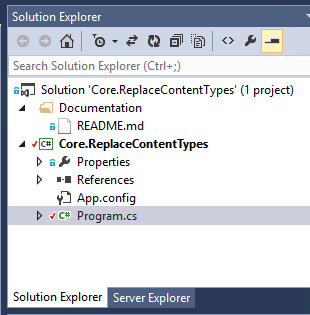 Solution Explorer
Search Solution Explorer (Ctrl+;)
Solution 'Core.ReplaceContentTypes' (1 project)
Documentation
README.md
C# Core.ReplaceContentTypes
Properties
References
App.config
C# Program.cs
Solution Explorer Server Explorer